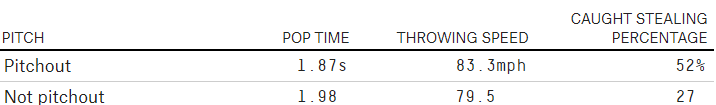 CAUGHT STEALING
PITCH POP TIME THROWING SPEED PERCENTAGE
Pitchout 1.87s 83.3mph 52%
Not pitchout 1.98 79.5 27